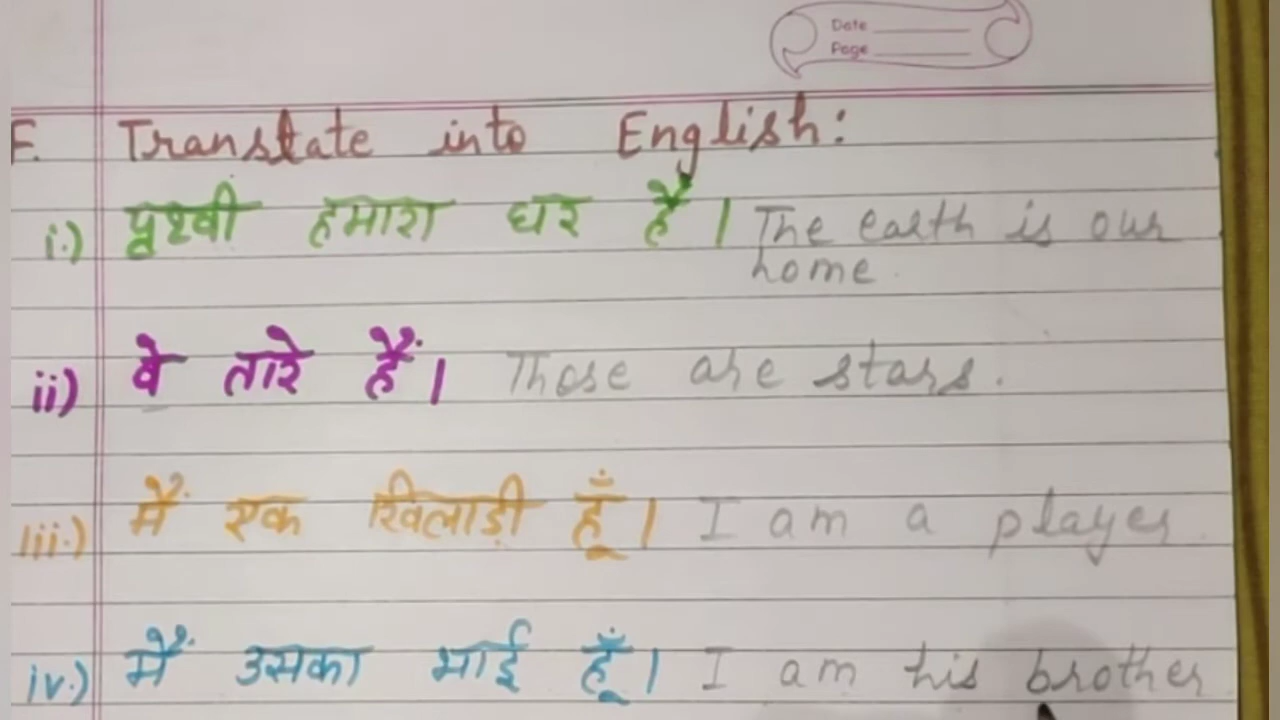 Date
Page
F. Translate into English:
i.) पृथ्वी हमारा घर है। The earth is our
home.
ii) वे तारे हैं। Those are stars.
iii.) मैं एक खिलाड़ी हूँ। I am a player.
iv.) मैं उसका भाई हूँ। I am his brother